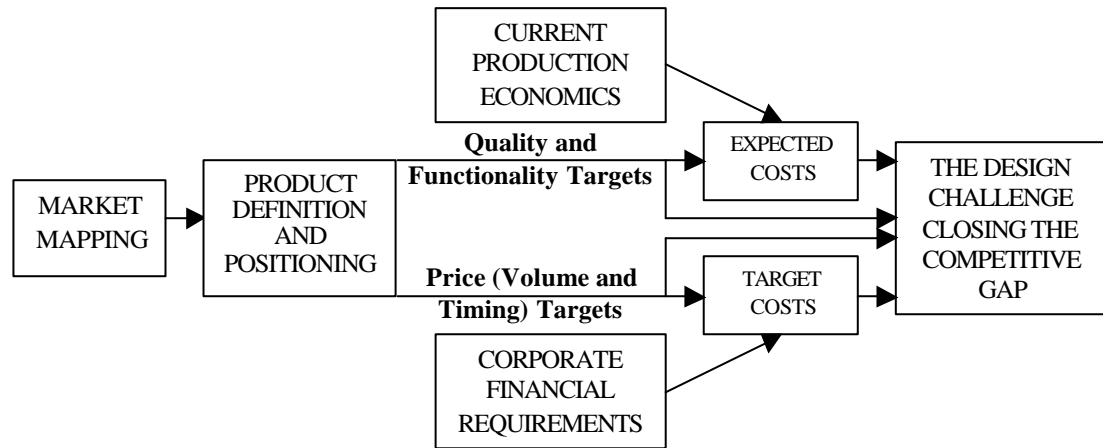 CURRENT
PRODUCTION
ECONOMICS
Quality and
Functionality Targets
EXPECTED
COSTS
MARKET
MAPPING
PRODUCT
DEFINITION
AND
POSITIONING
THE DESIGN
CHALLENGE
CLOSING THE
COMPETITIVE
GAP
Price (Volume and
Timing) Targets
TARGET
COSTS
CORPORATE
FINANCIAL
REQUIREMENTS